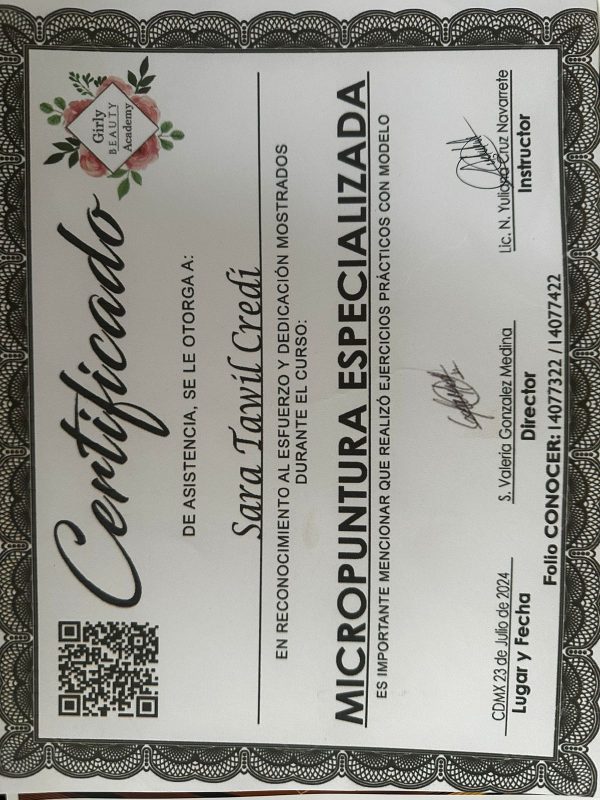 Girly
BEAUTY
Academy
Certificado
DE ASISTENCIA, SE LE OTORGA A:
Sara Tawil Credi
EN RECONOCIMIENTO AL ESFUERZO Y DEDICACIÓN MOSTRADOS
DURANTE EL CURSO:
MICROPUNTURA ESPECIALIZADA
ES IMPORTANTE MENCIONAR QUE REALIZÓ EJERCICIOS PRÁCTICOS CON MODELO
CDMX 23 de Julio de 2024
Lugar y Fecha
S. Valeria Gonzalez Medina
Director
Lic. N. Yuliana Cruz Navarrete
Instructor
Folio CONOCER: 14077322 / 14077422